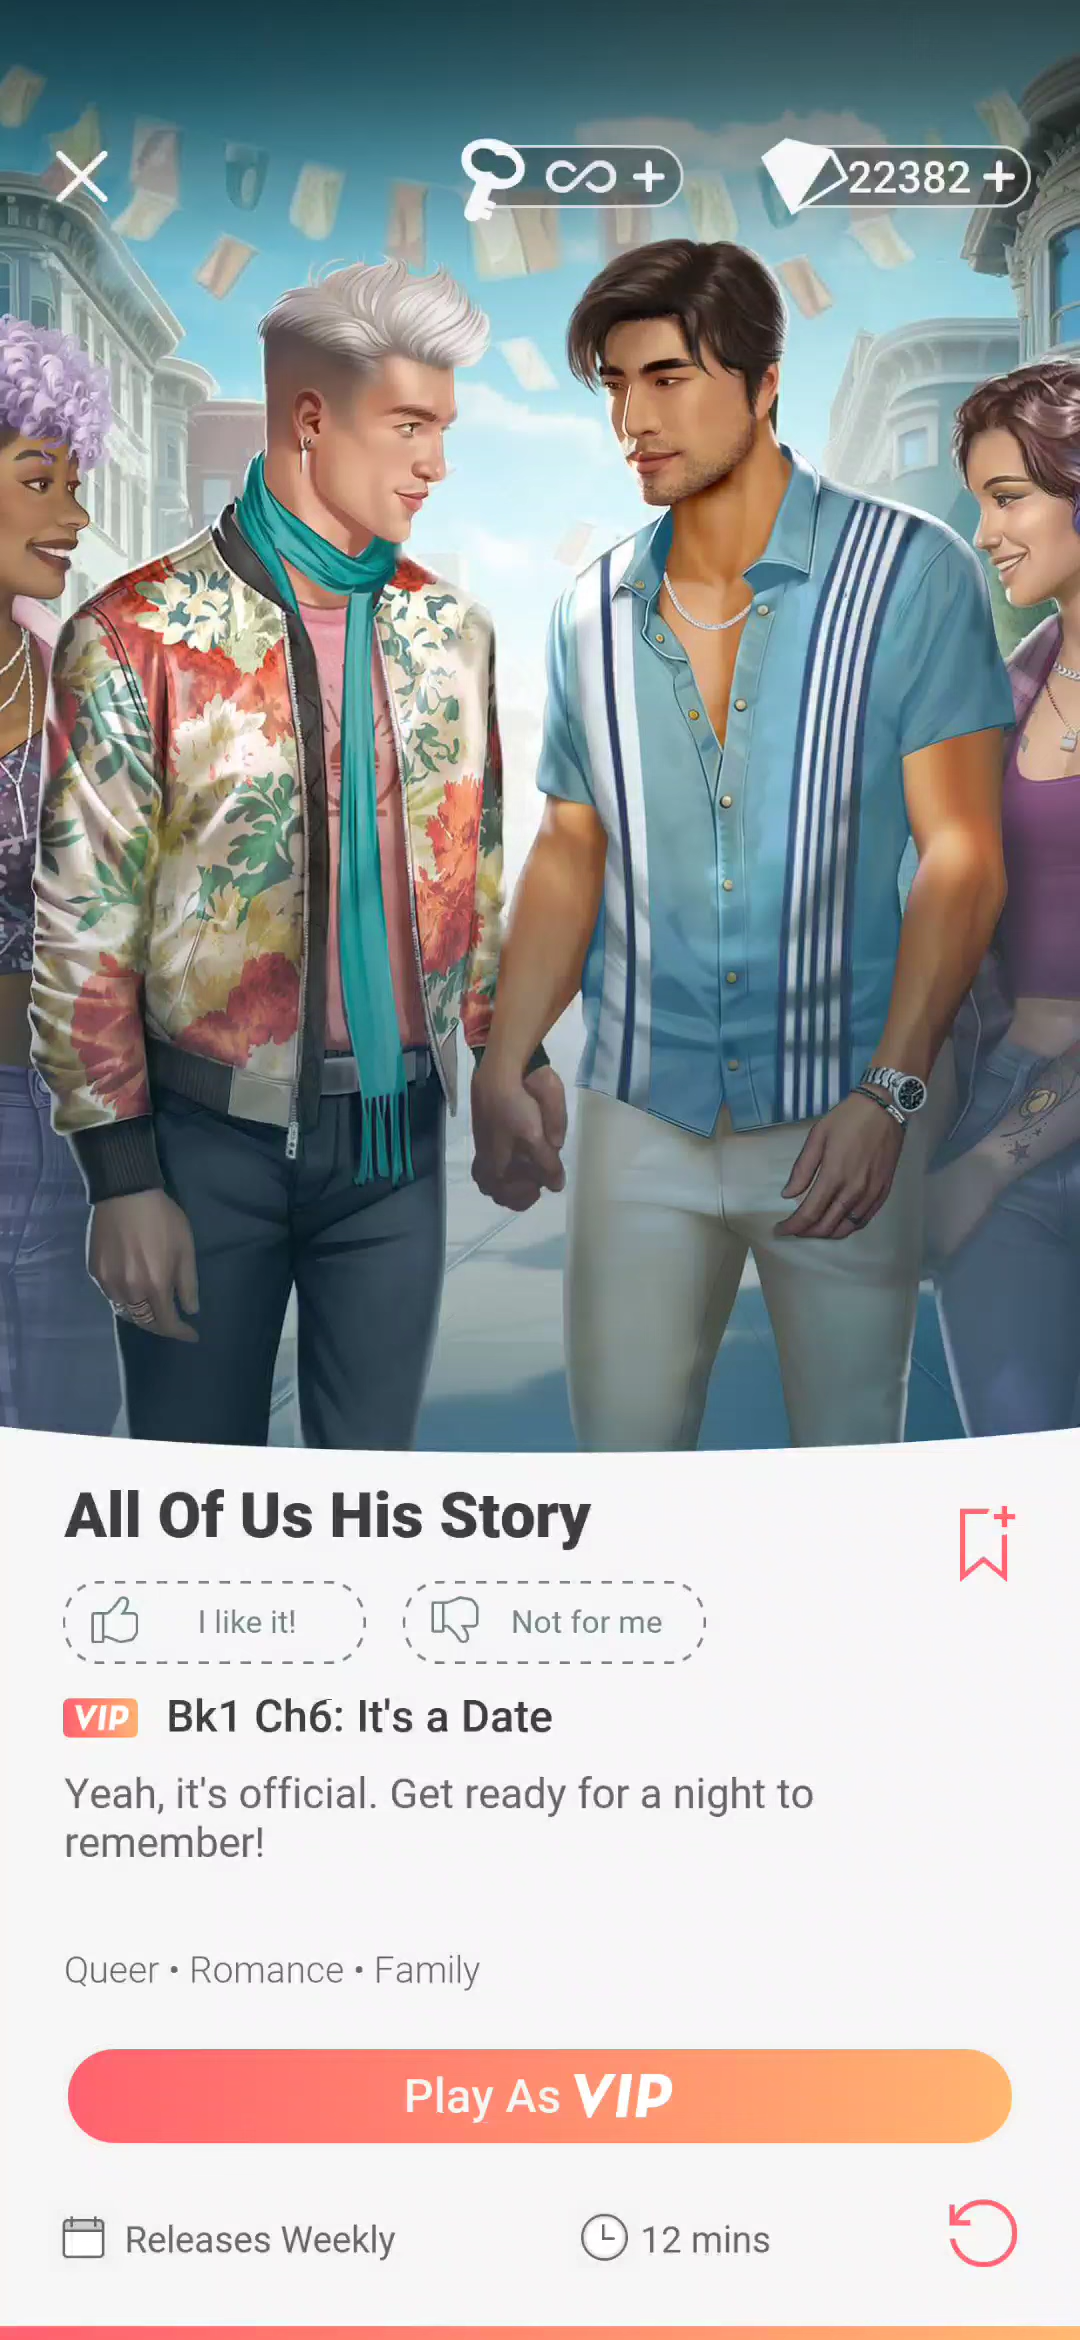 22382
All Of Us His Story
I like it!
Not for me
VIP Bk1 Ch6: It's a Date
Yeah, it's official. Get ready for a night to
remember!
Queer • Romance • Family
Play As VIP
Releases Weekly
12 mins